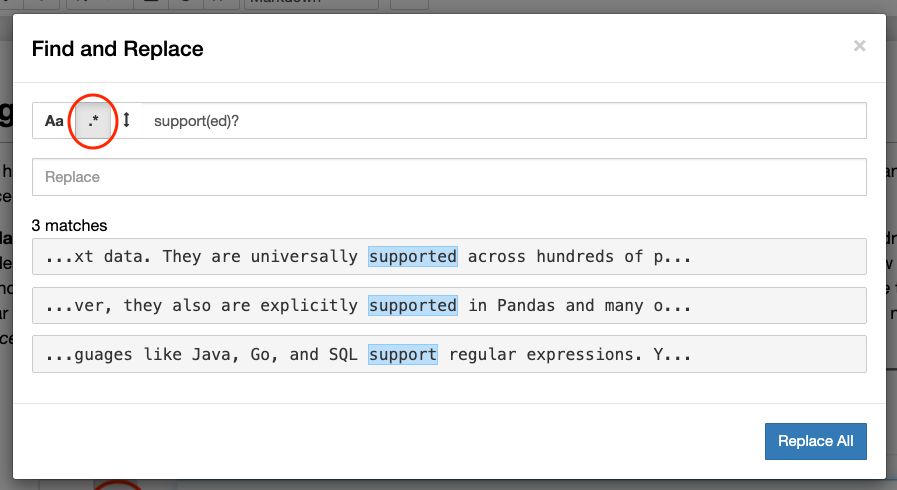 Markdown
Find and Replace
×
Aa .* support(ed)?
Replace
3 matches
...xt data. They are universally supported across hundreds of p...
...ver, they also are explicitly supported in Pandas and many o...
...guages like Java, Go, and SQL support regular expressions. Y...
Replace All